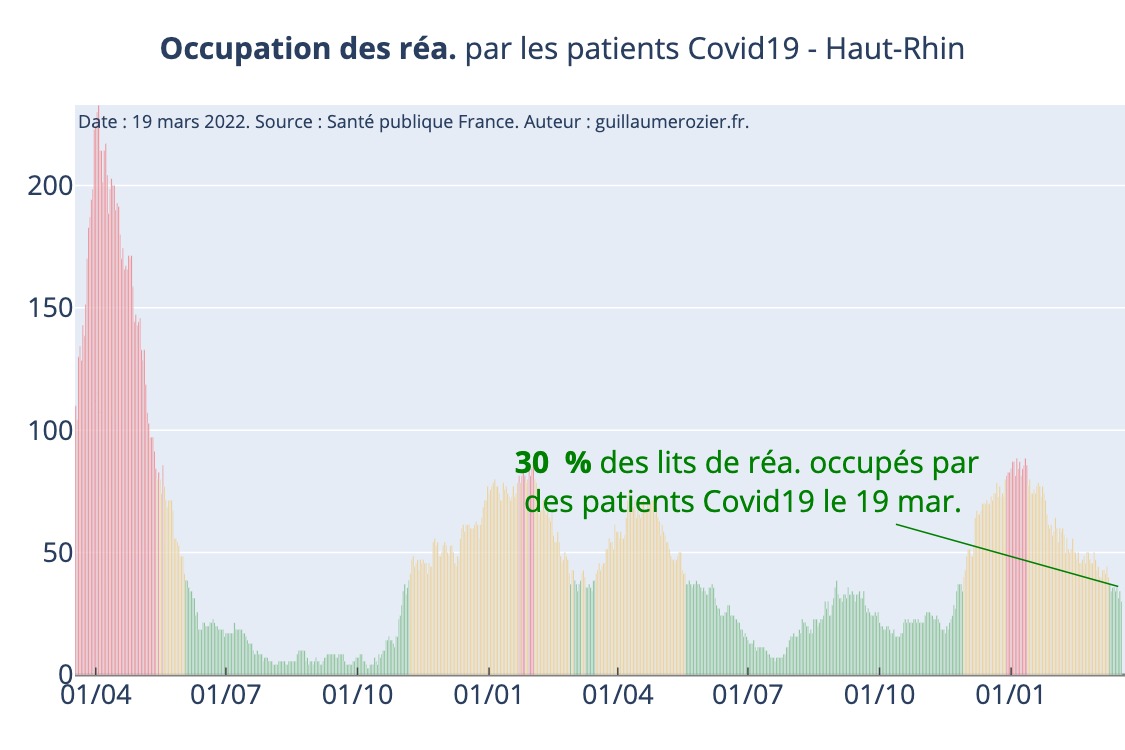 Occupation des réa. par les patients Covid19 - Haut-Rhin
Date : 19 mars 2022. Source : Santé publique France. Auteur : guillaumerozier.fr.
200
150
100
30  % des lits de réa. occupés par
des patients Covid19 le 19 mar.
50
0
01/04 01/07 01/10 01/01 01/04 01/07 01/10 01/01